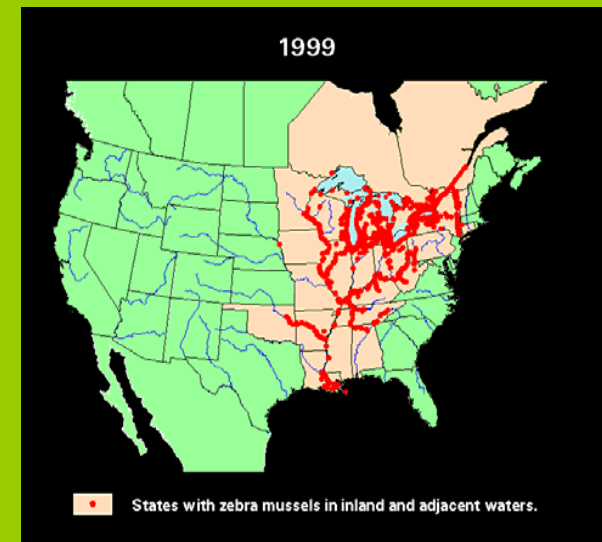 1999
States with zebra mussels in inland and adjacent waters.